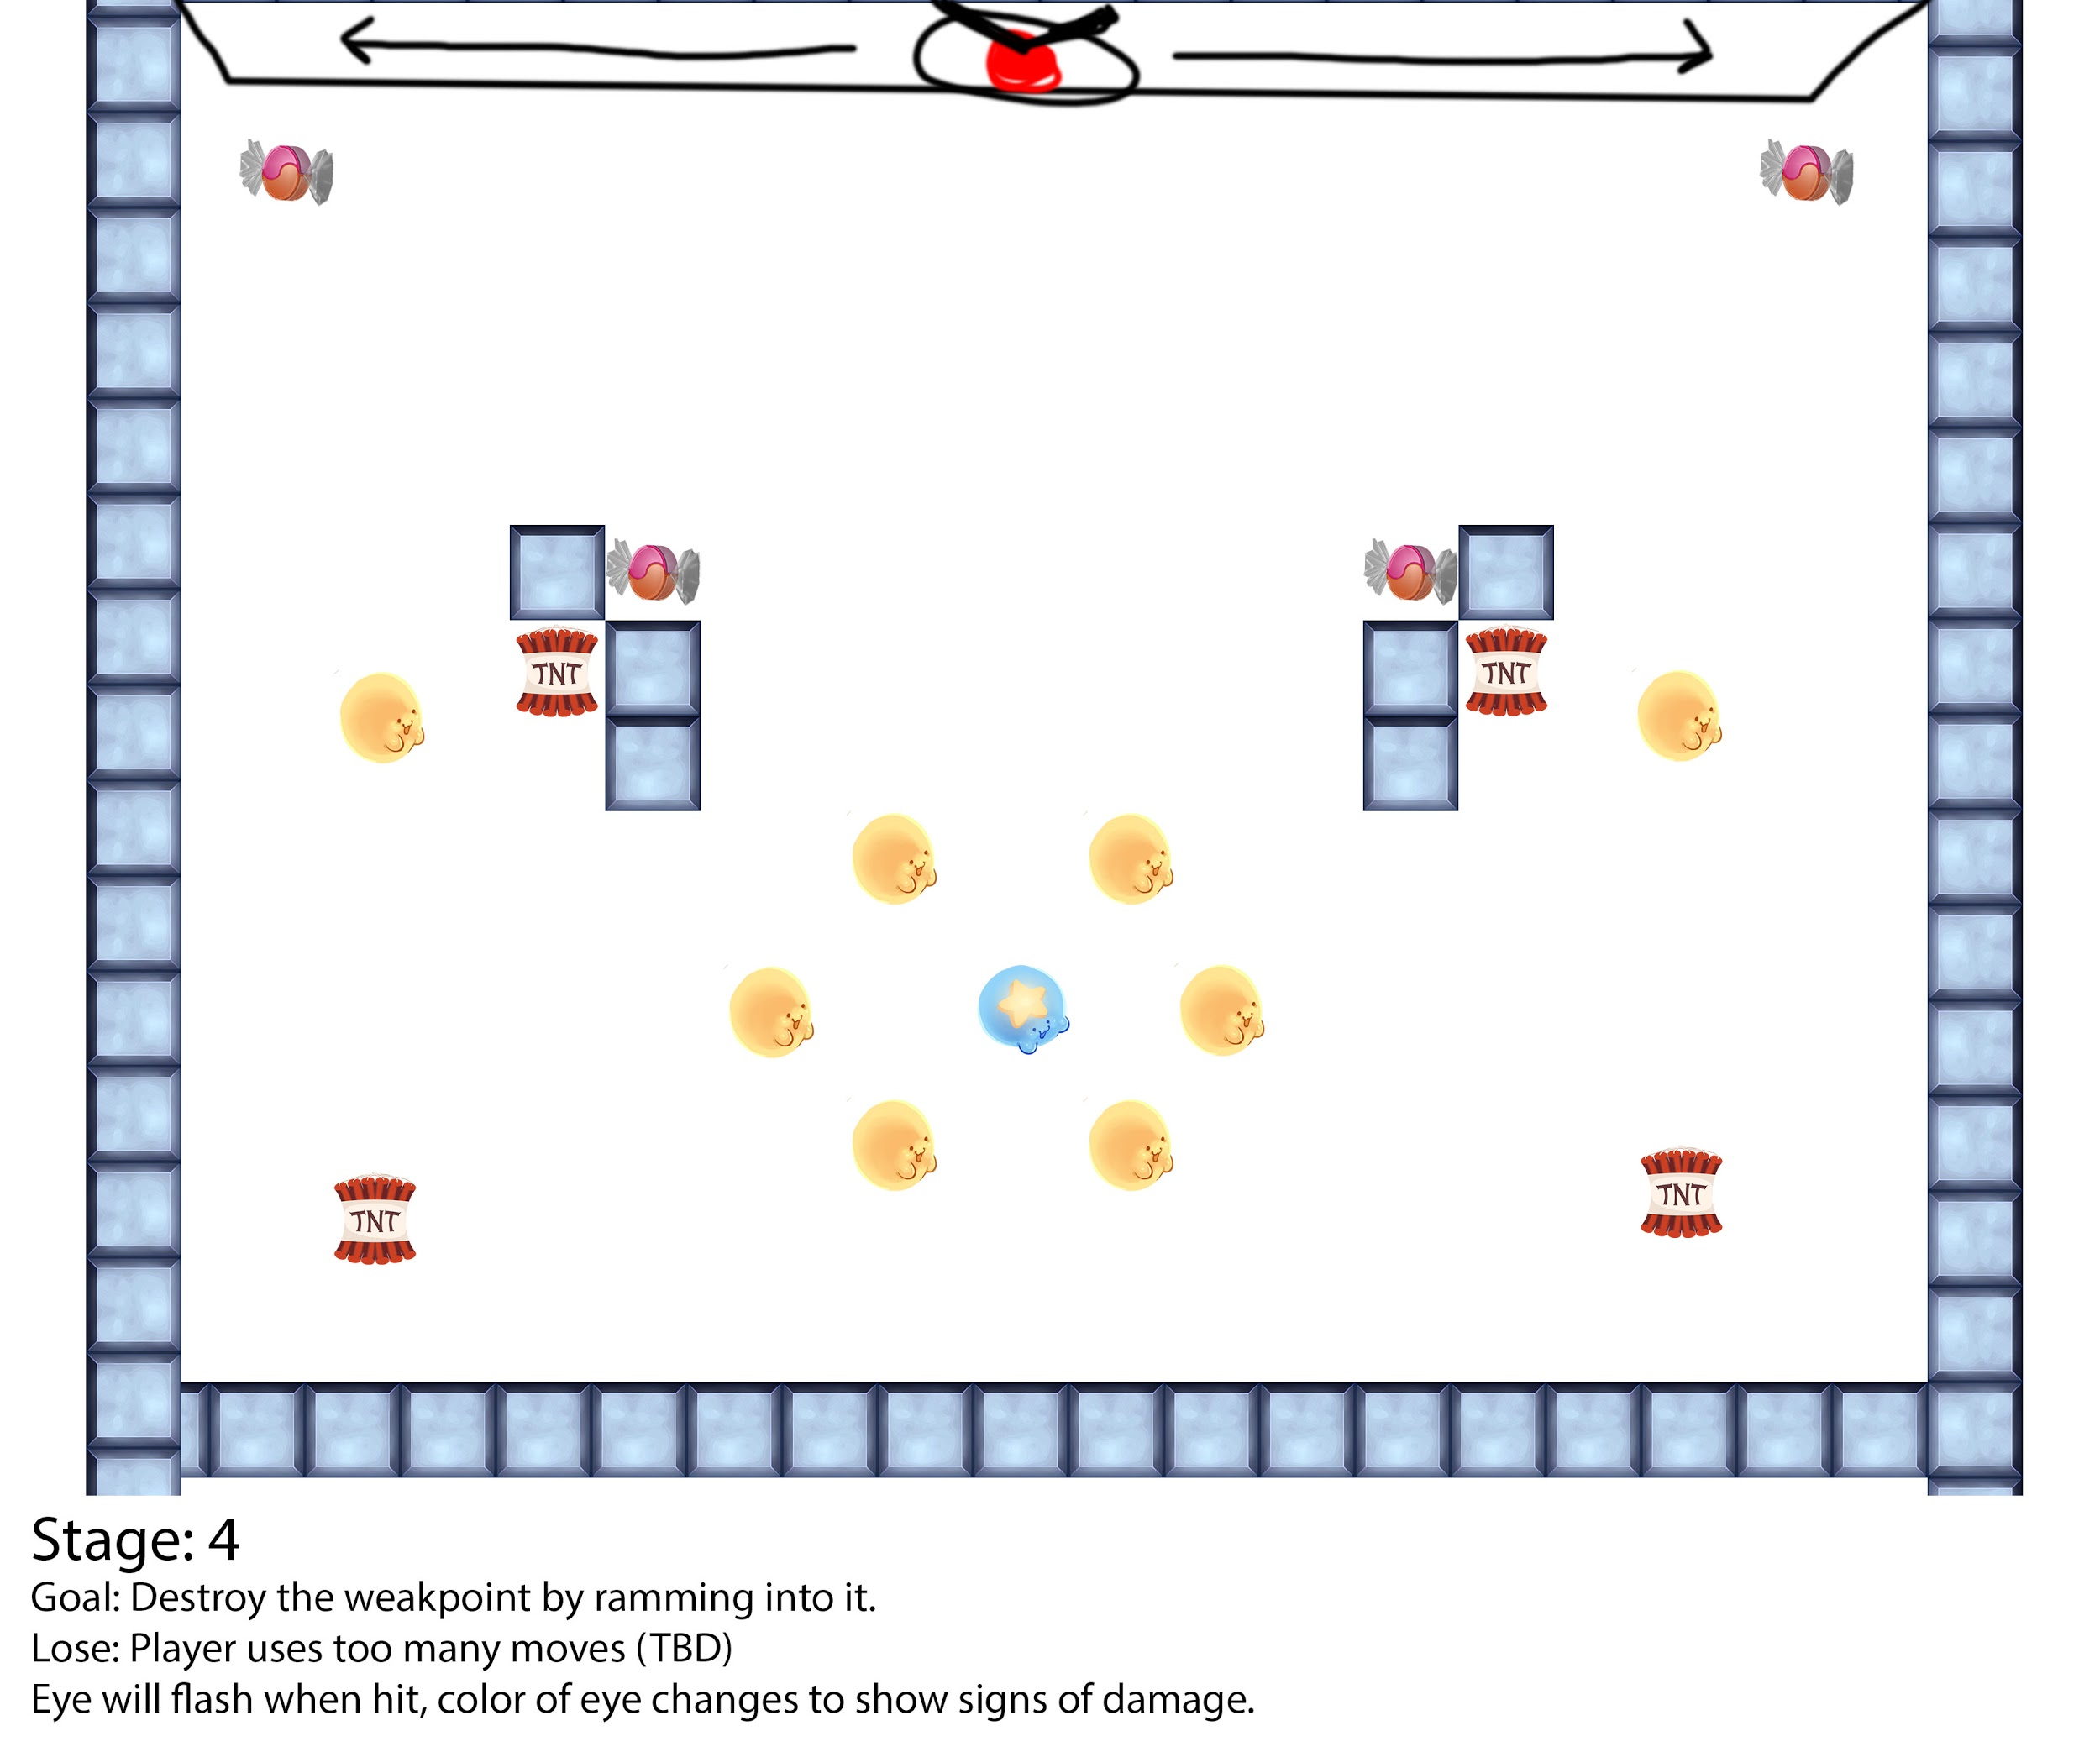 TNT
TNT
TNT
TNT
Stage: 4
Goal: Destroy the weakpoint by ramming into it.
Lose: Player uses too many moves (TBD)
Eye will flash when hit, color of eye changes to show signs of damage.